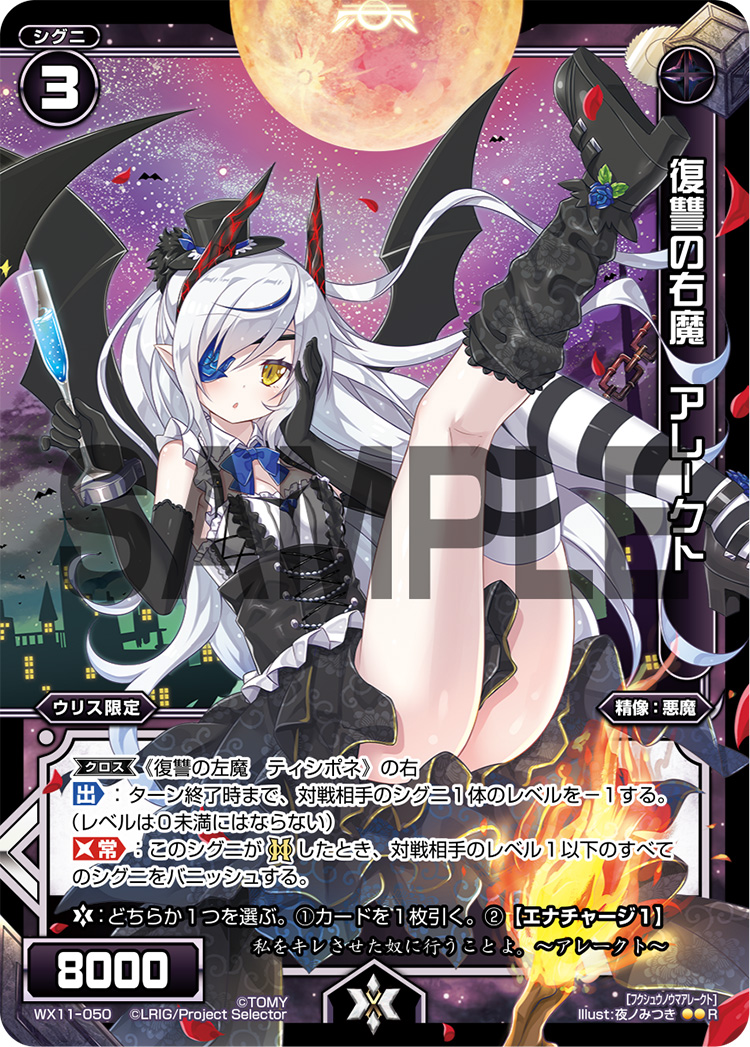 シグニ
3
復讐の右魔　アレークト
SAMPLE
ウリス限定
精像：悪魔
クロス《復讐の左魔　ティシポネ》の右
出：ターン終了時まで、対戦相手のシグニ１体のレベルを－１する。
（レベルは０未満にはならない）
常：このシグニがHしたとき、対戦相手のレベル１以下のすべて
のシグニをバニッシュする。
：どちらか１つを選ぶ。①カードを１枚引く。②【エナチャージ１】
私をキレさせた奴に行うことよ。～アレークト～
8000
©TOMY
WX11-050 ©LRIG/Project Selector
[フクシュウノウマアレークト]
Illust:夜ノみつき R